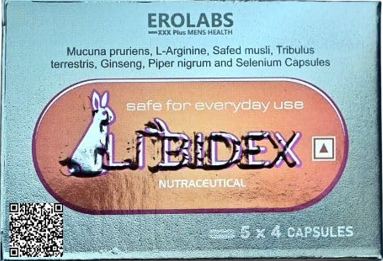 EROLABS
XXX Plus MENS HEALTH
Mucuna pruriens, L-Arginine, Safed musli, Tribulus
terrestris, Ginseng, Piper nigrum and Selenium Capsules
safe for everyday use
LIBIDEX
NUTRACEUTICAL
5 x 4 CAPSULES